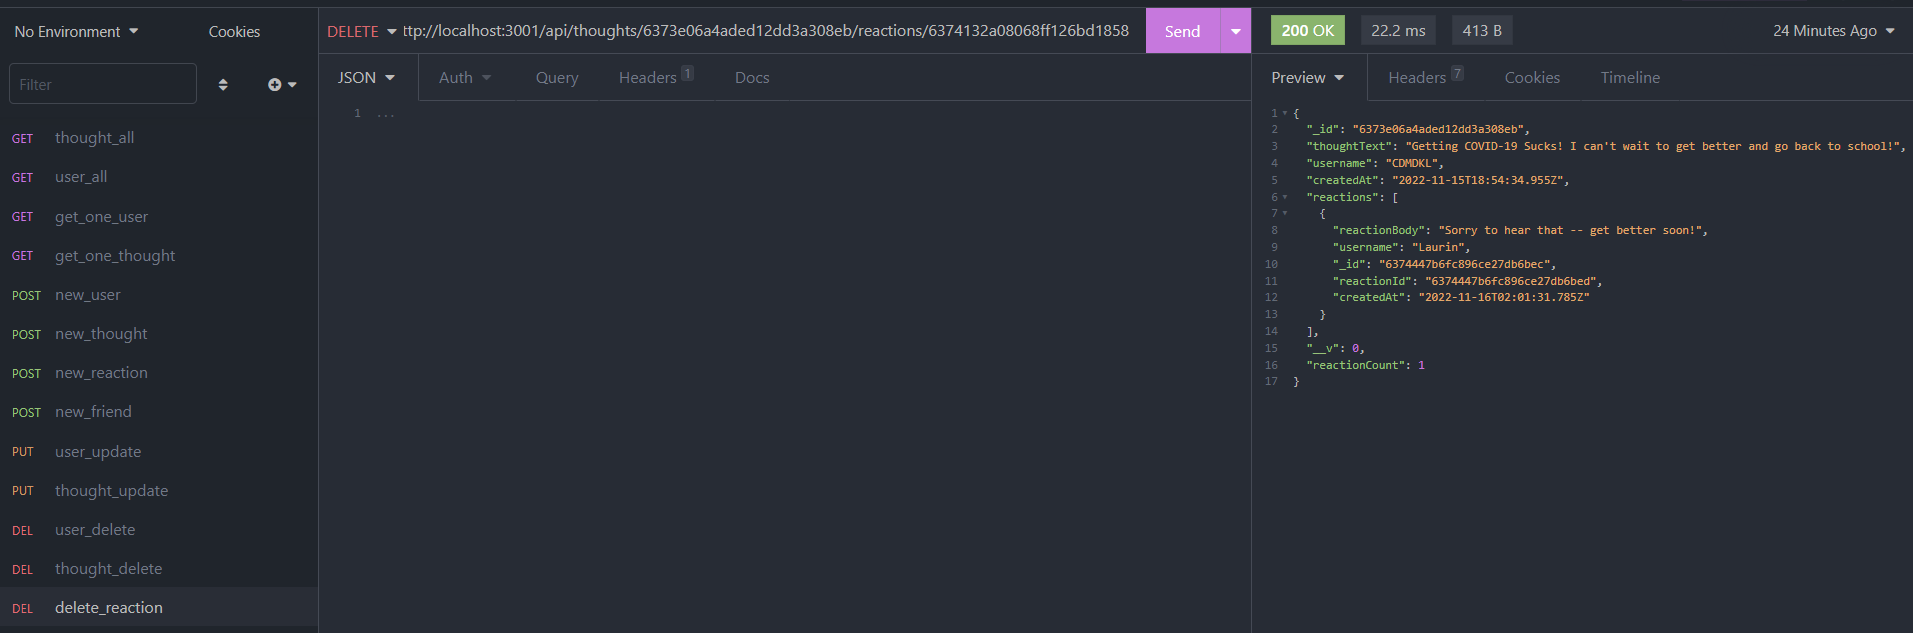 No Environment
Cookies
Filter
GET thought_all
GET user_all
GET get_one_user
GET get_one_thought
POST new_user
POST new_thought
POST new_reaction
POST new_friend
PUT user_update
PUT thought_update
DEL user_delete
DEL thought_delete
DEL delete_reaction
DELETE ttp://localhost:3001/api/thoughts/6373e06a4aded12dd3a308eb/reactions/6374132a08068ff126bd1858 Send
JSON Auth Query Headers 1 Docs
1 ...
200 OK 22.2 ms 413 B 24 Minutes Ago
Preview Headers 7 Cookies Timeline
1 {
2 "_id": "6373e06a4aded12dd3a308eb",
3 "thoughtText": "Getting COVID-19 Sucks! I can't wait to get better and go back to school!",
4 "username": "CDMDKL",
5 "createdAt": "2022-11-15T18:54:34.955Z",
6 "reactions": [
7 {
8 "reactionBody": "Sorry to hear that -- get better soon!",
9 "username": "Laurin",
10 "_id": "6374447b6fc896ce27db6bec",
11 "reactionId": "6374447b6fc896ce27db6bed",
12 "createdAt": "2022-11-16T02:01:31.785Z"
13 }
14 ],
15 "__v": 0,
16 "reactionCount": 1
17 }